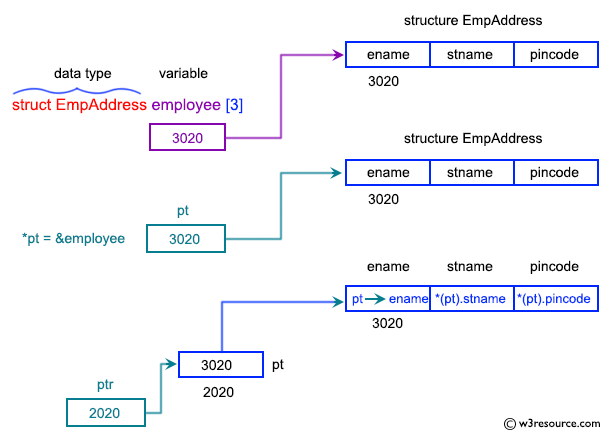 structure EmpAddress
ename stname pincode
3020
data type variable
struct EmpAddress employee [3]
3020
structure EmpAddress
ename stname pincode
3020
pt
*pt = &employee 3020
ename stname pincode
pt → ename *(pt).stname *(pt).pincode
3020
3020 pt
2020
ptr
2020
© w3resource.com